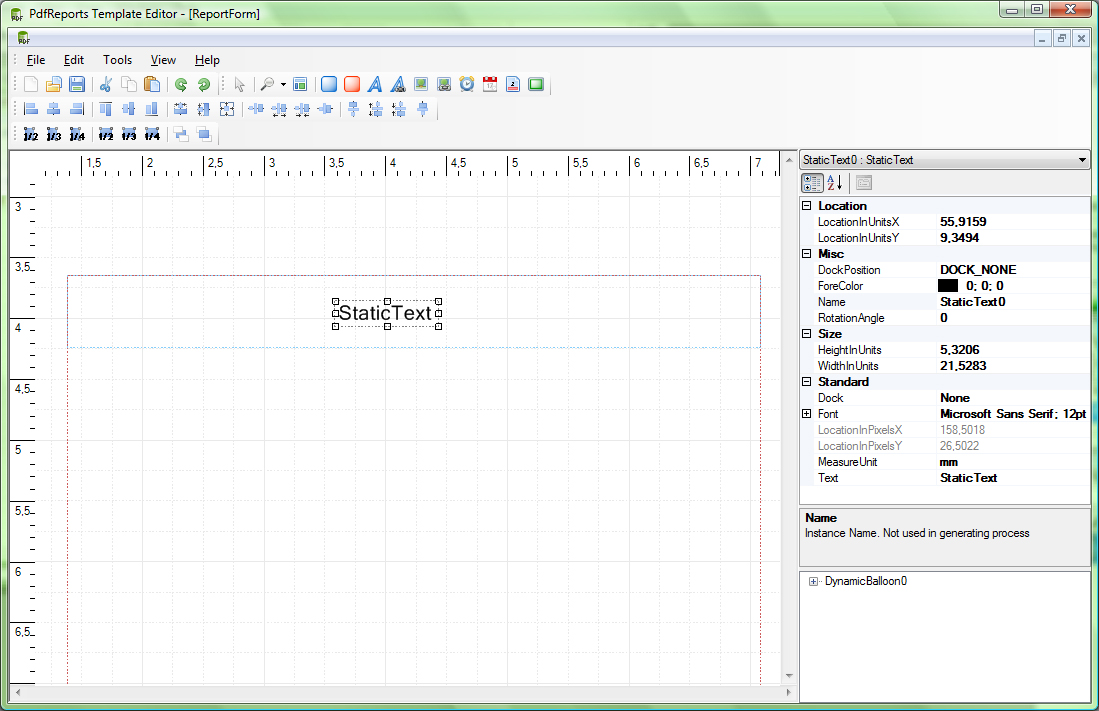 PdfReports Template Editor - [ReportForm]
File Edit Tools View Help
1/2 1/3 1/4 1/2 1/3 1/4
1,5 2 2,5 3 3,5 4 4,5 5 5,5 6 6,5 7
3
3,5
4
4,5
5
5,5
6
6,5
StaticText
StaticText0 : StaticText
Location
LocationInUnitsX 55,9159
LocationInUnitsY 9,3494
Misc
DockPosition DOCK_NONE
ForeColor 0; 0; 0
Name StaticText0
RotationAngle 0
Size
HeightInUnits 5,3206
WidthInUnits 21,5283
Standard
Dock None
Font Microsoft Sans Serif; 12pt
LocationInPixelsX 158,5018
LocationInPixelsY 26,5022
MeasureUnit mm
Text StaticText
Name
Instance Name. Not used in generating process
DynamicBalloon0